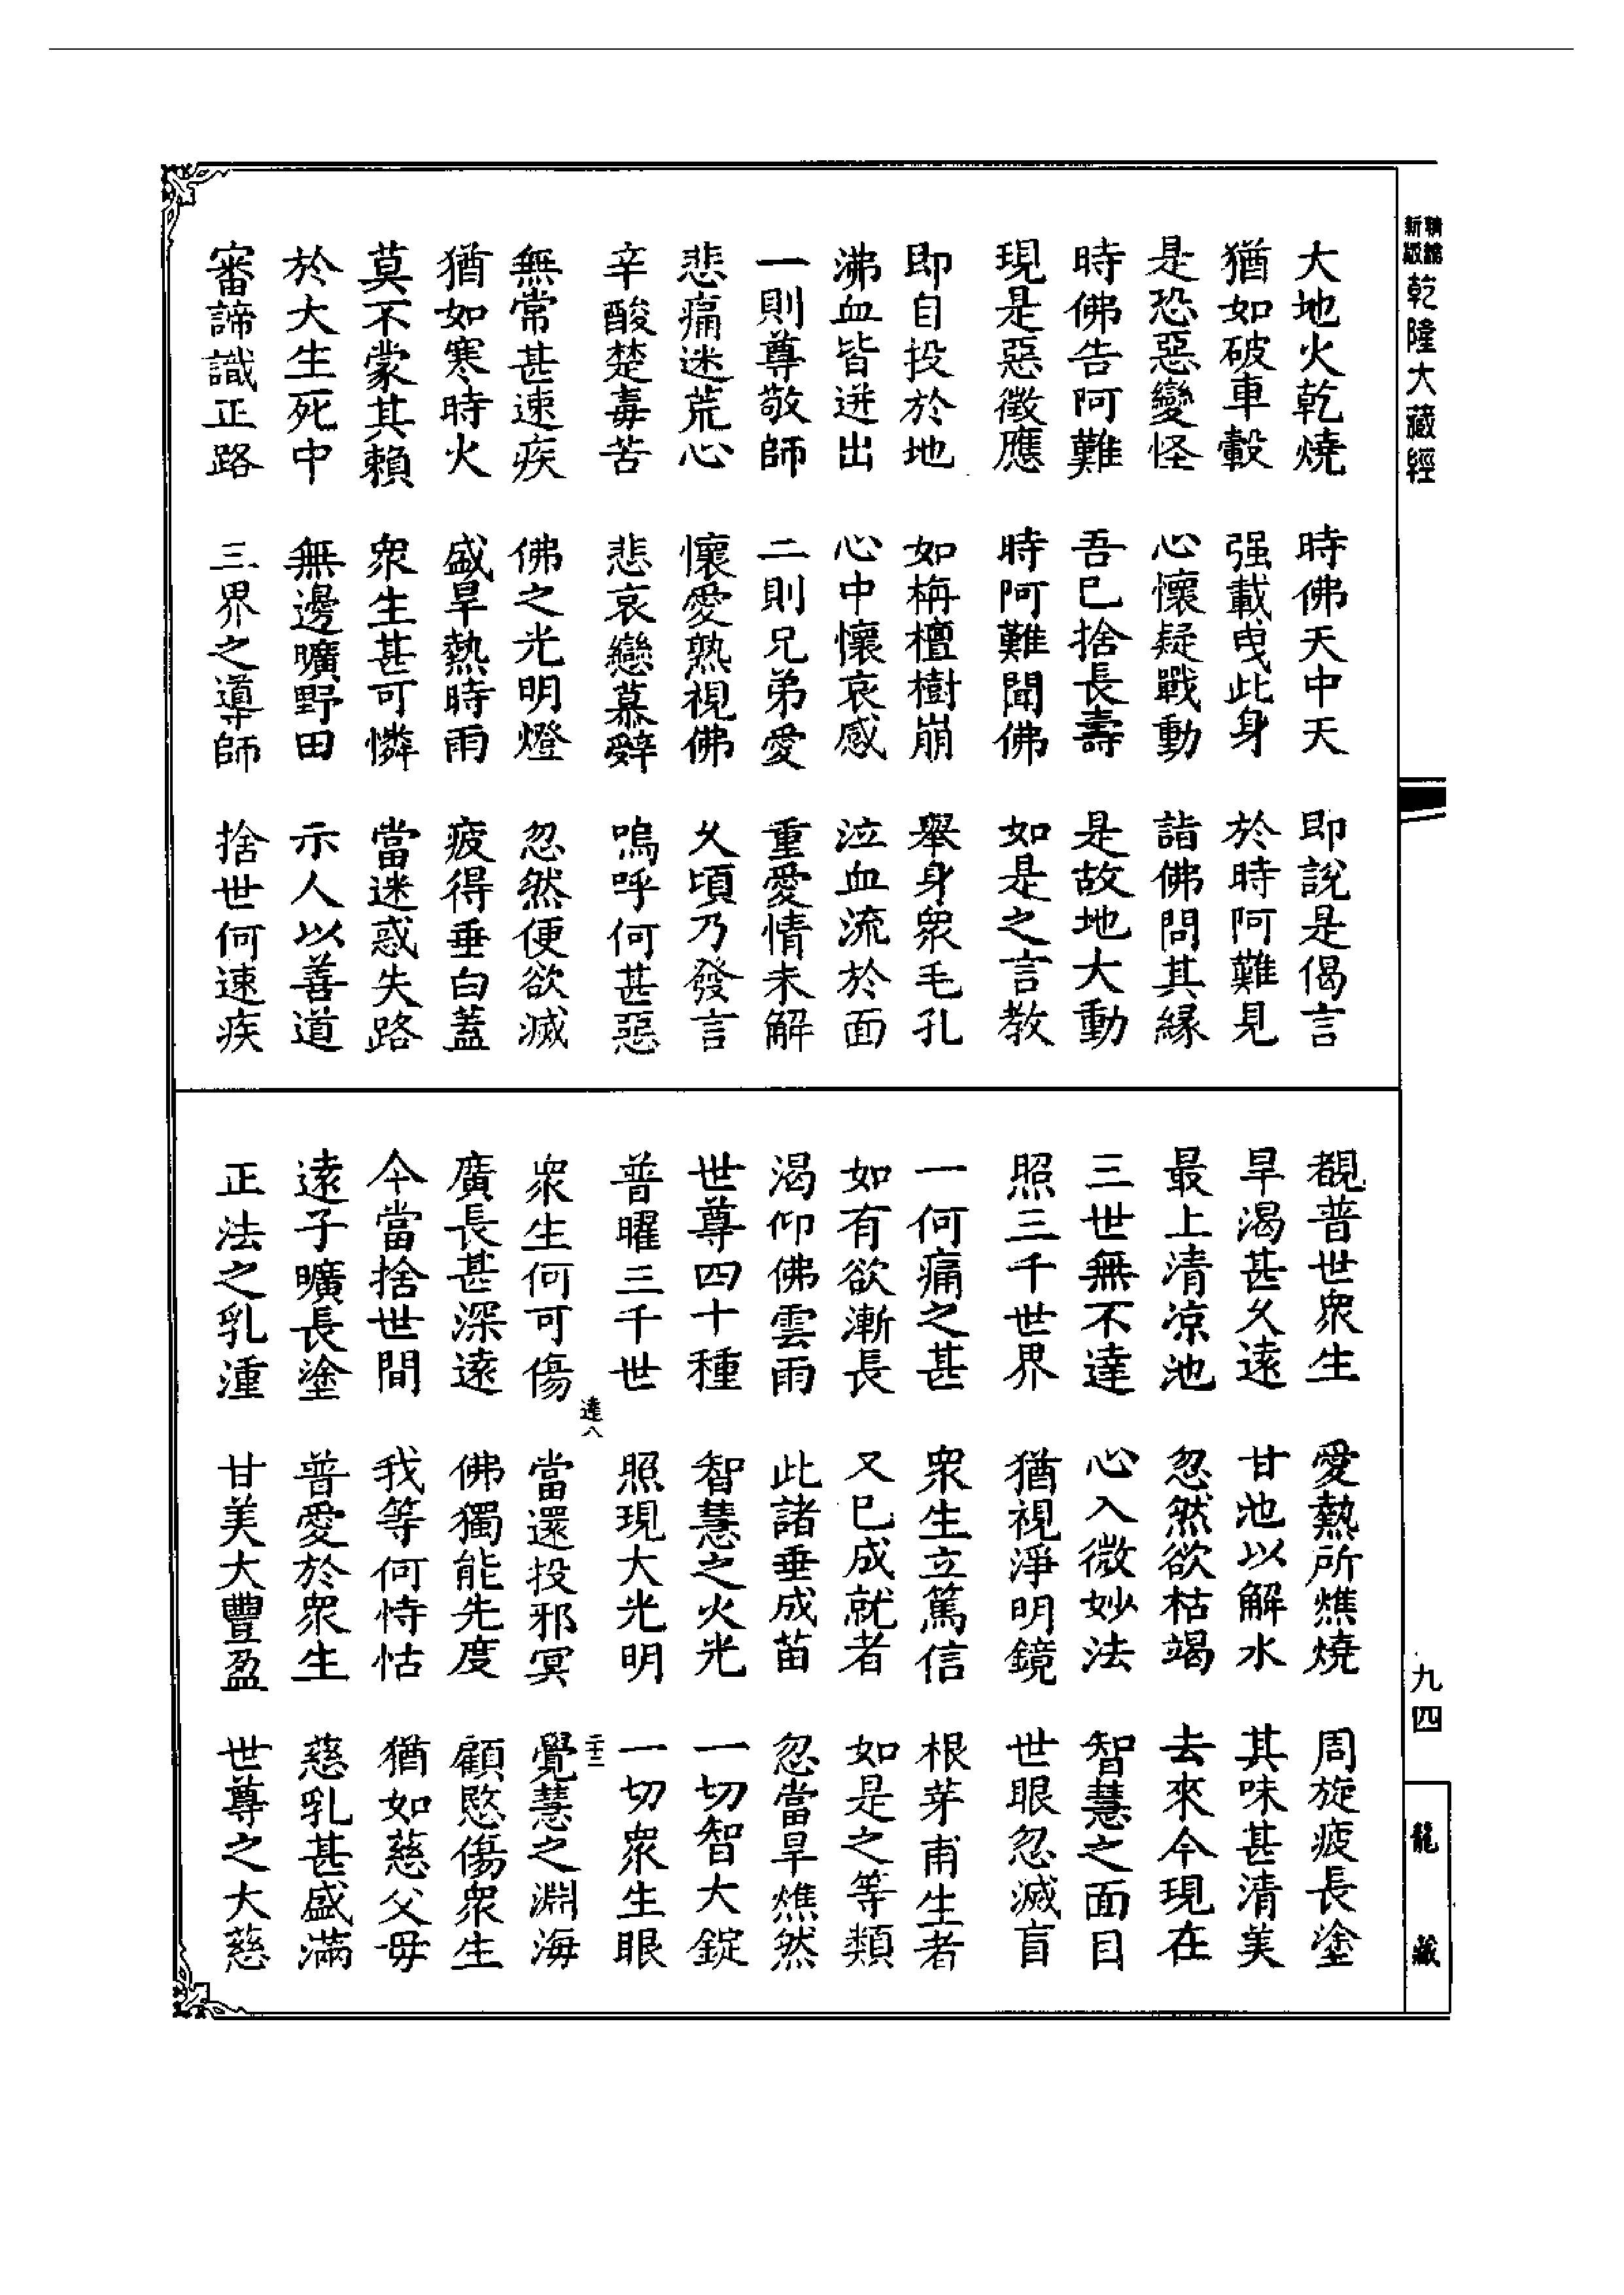 新版精縮乾隆大藏經
大地火乾燒　時佛天中天　即說是偈言
猶如破車轂　强載曳此身　於時阿難見
是恐惡變怪　心懷疑戰動　詣佛問其緣
時佛告阿難　吾已捨長壽　是故地大動
現是惡徵應　時阿難聞佛　如是之言教
即自投於地　如栴檀樹崩　舉身衆毛孔
沸血皆迸出　心中懷哀感　泣血流於面
一則尊敬師　二則兄弟愛　重愛情未解
悲痛迷荒心　懷愛熟視佛　久頃乃發言
辛酸楚毒苦　悲哀戀慕辭　嗚呼何甚惡
無常甚速疾　佛之光明燈　忽然便欲滅
猶如寒時火　盛旱熱時雨　疲得垂白蓋
莫不蒙其賴　衆生甚可憐　當迷惑失路
於大生死中　無邊曠野田　示人以善道
審諦識正路　三界之導師　捨世何速疾
覩普世衆生　愛熱所燋燒　周旋疲長塗
旱渴甚久遠　甘池以解水　其味甚清美
最上清凉池　忽然欲枯竭　去來今現在
三世無不達　心入微妙法　智慧之面目
照三千世界　猶視淨明鏡　世眼忽滅盲
一何痛之甚　衆生立篤信　根芽甫生者
如有欲漸長　又已成就者　如是之等類
渴仰佛雲雨　此諸垂成苗　忽當旱燋然
世尊四十種　智慧之火光　一切智大錠
普曜三千世　照現大光明　一切衆生眼
達八　二十二
衆生何可傷　當還投邪冥　覺慧之淵海
廣長甚深遠　佛獨能先度　顧愍傷衆生
今當捨世間　我等何恃怙　猶如慈父母
遠子曠長塗　普愛於衆生　慈乳甚盛滿
正法之乳湩　甘美大豐盈　世尊之大慈
九四
龍藏